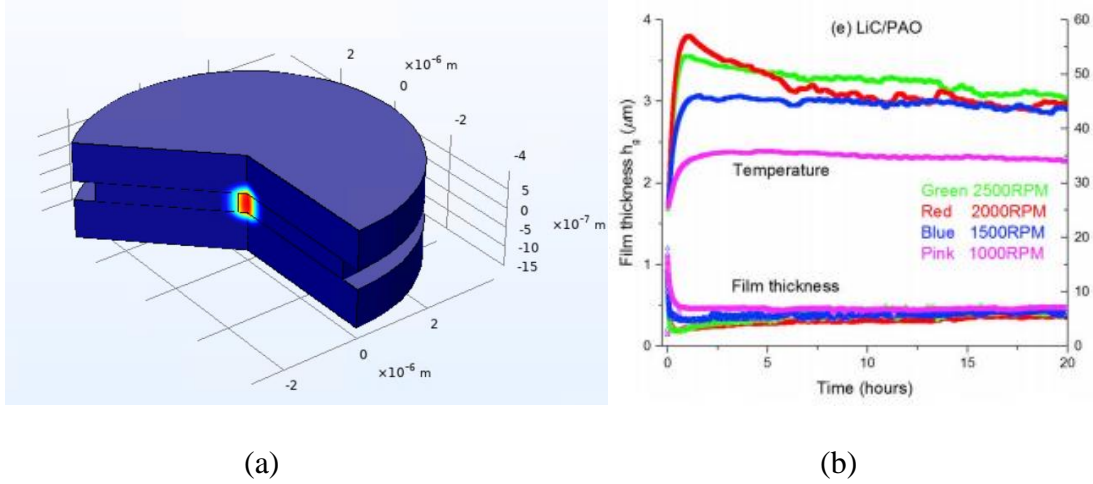 2
×10⁻⁶ m
0
-2
-4
5
0
-5
-10
-15
×10⁻⁷ m
2
0
×10⁻⁶ m
-2
(a)
(e) LiC/PAO
Film thickness h_g (μm)
4
3
2
1
0
60
50
40
30
20
10
0
Temperature
Green 2500RPM
Red 2000RPM
Blue 1500RPM
Pink 1000RPM
Film thickness
0 5 10 15 20
Time (hours)
(b)